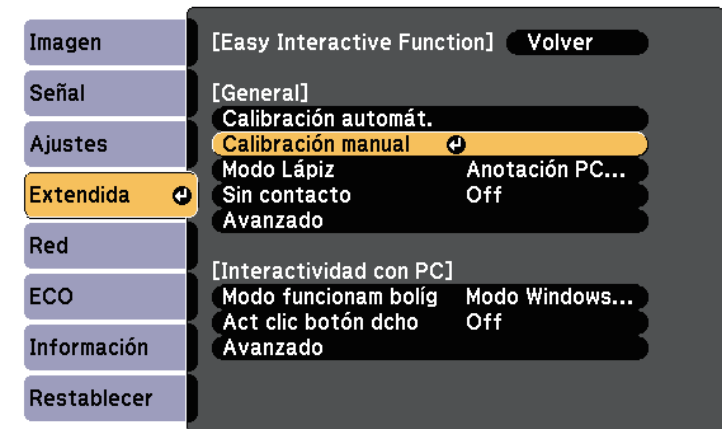 Imagen
Señal
Ajustes
Extendida
Red
ECO
Información
Restablecer
[Easy Interactive Function] Volver
[General]
Calibración automát.
Calibración manual
Modo Lápiz Anotación PC...
Sin contacto Off
Avanzado
[Interactividad con PC]
Modo funcionam bolíg Modo Windows...
Act clic botón dcho Off
Avanzado